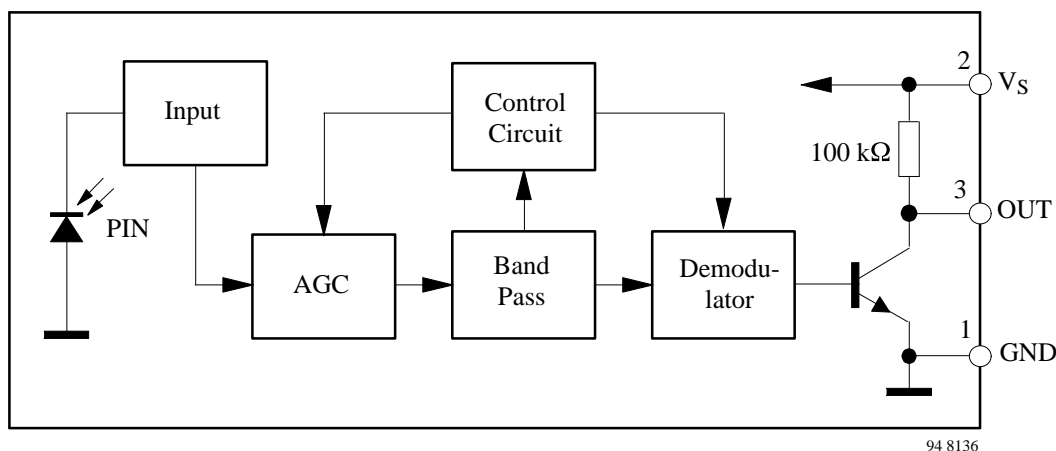 2
V_S
Input
Control
Circuit
100 kΩ
3
OUT
PIN
AGC
Band
Pass
Demodu-
lator
1
GND
94 8136